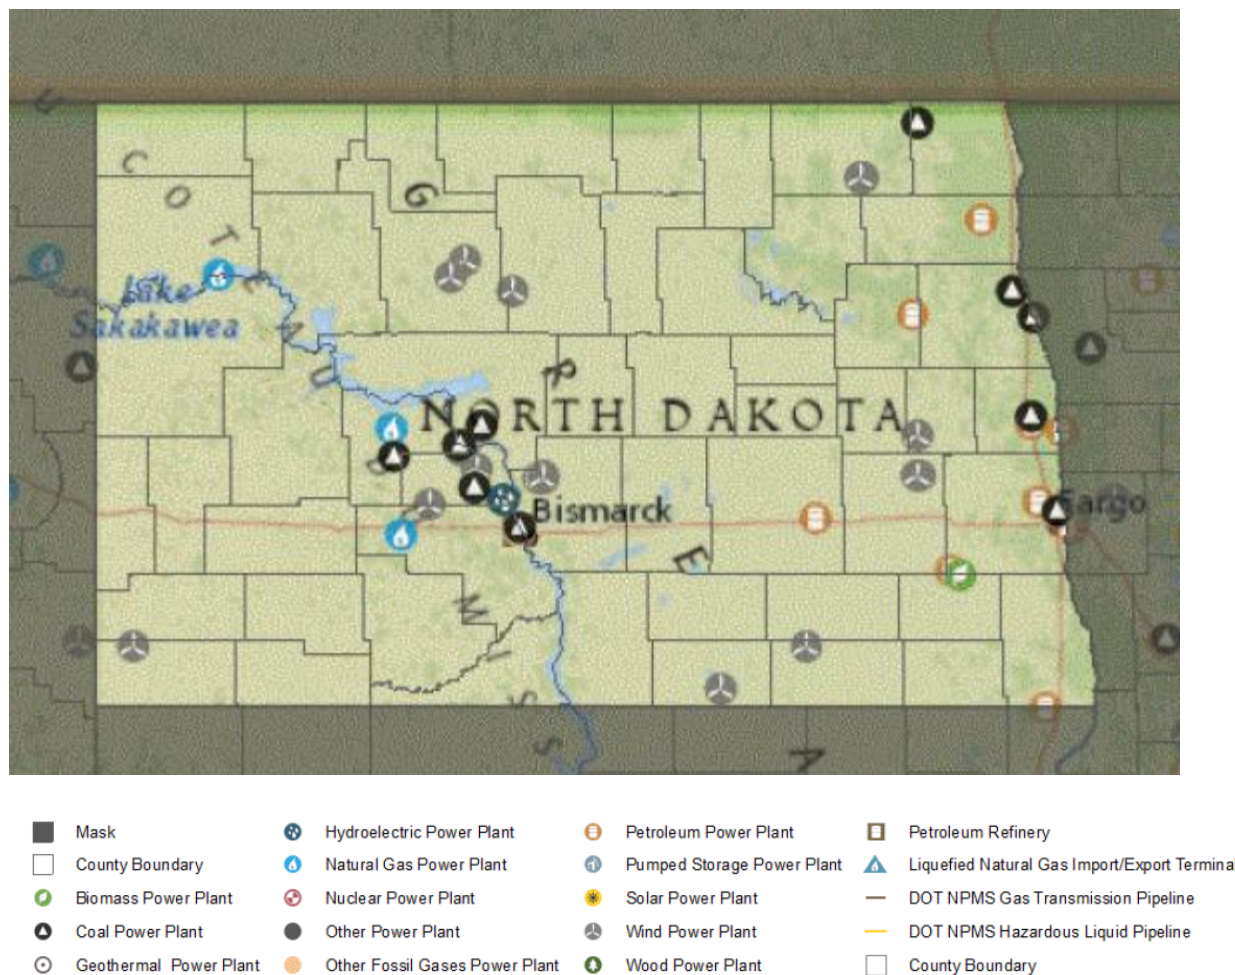 U
C
O
T
E
A
U
D
G
R
E
M
I
S
S
A
Lake
Sakakawea
NORTH DAKOTA
Bismarck
Fargo
Mask
Hydroelectric Power Plant
Petroleum Power Plant
Petroleum Refinery
County Boundary
Natural Gas Power Plant
Pumped Storage Power Plant
Liquefied Natural Gas Import/Export Terminal
Biomass Power Plant
Nuclear Power Plant
Solar Power Plant
DOT NPMS Gas Transmission Pipeline
Coal Power Plant
Other Power Plant
Wind Power Plant
DOT NPMS Hazardous Liquid Pipeline
Geothermal Power Plant
Other Fossil Gases Power Plant
Wood Power Plant
County Boundary